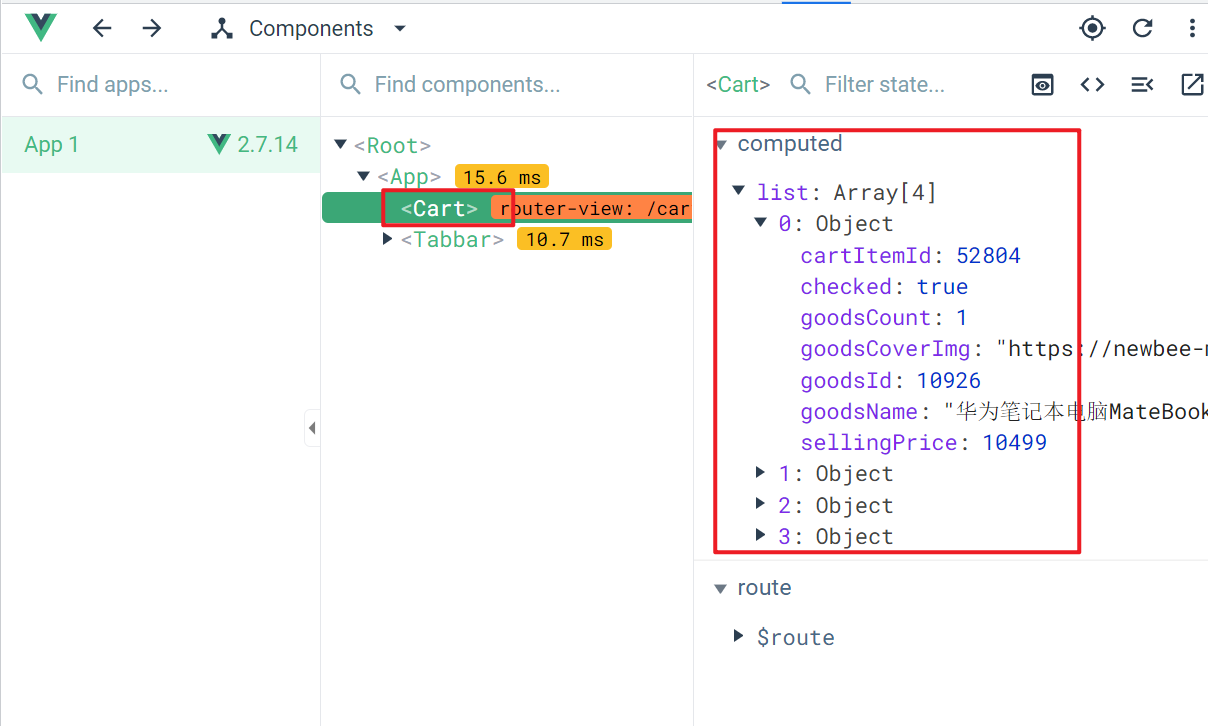 Components
Find apps...
Find components...
<Cart> Filter state...
App 1 2.7.14
<Root>
<App> 15.6 ms
<Cart> router-view: /car
<Tabbar> 10.7 ms
computed
list: Array[4]
0: Object
cartItemId: 52804
checked: true
goodsCount: 1
goodsCoverImg: "https://newbee-
goodsId: 10926
goodsName: "华为笔记本电脑MateBook
sellingPrice: 10499
1: Object
2: Object
3: Object
route
$route